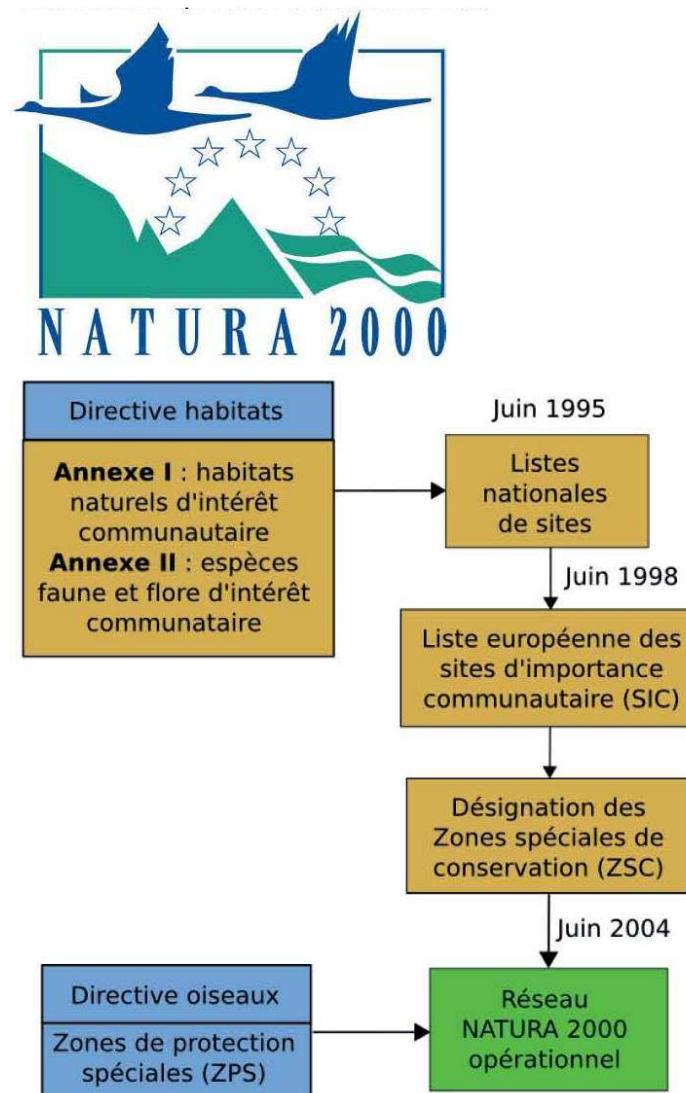 NATURA 2000
Directive habitats
Annexe I : habitats
naturels d'intérêt
communautaire
Annexe II : espèces
faune et flore d'intérêt
communataire
Juin 1995
Listes
nationales
de sites
Juin 1998
Liste européenne des
sites d'importance
communautaire (SIC)
Désignation des
Zones spéciales de
conservation (ZSC)
Juin 2004
Directive oiseaux
Zones de protection
spéciales (ZPS)
Réseau
NATURA 2000
opérationnel